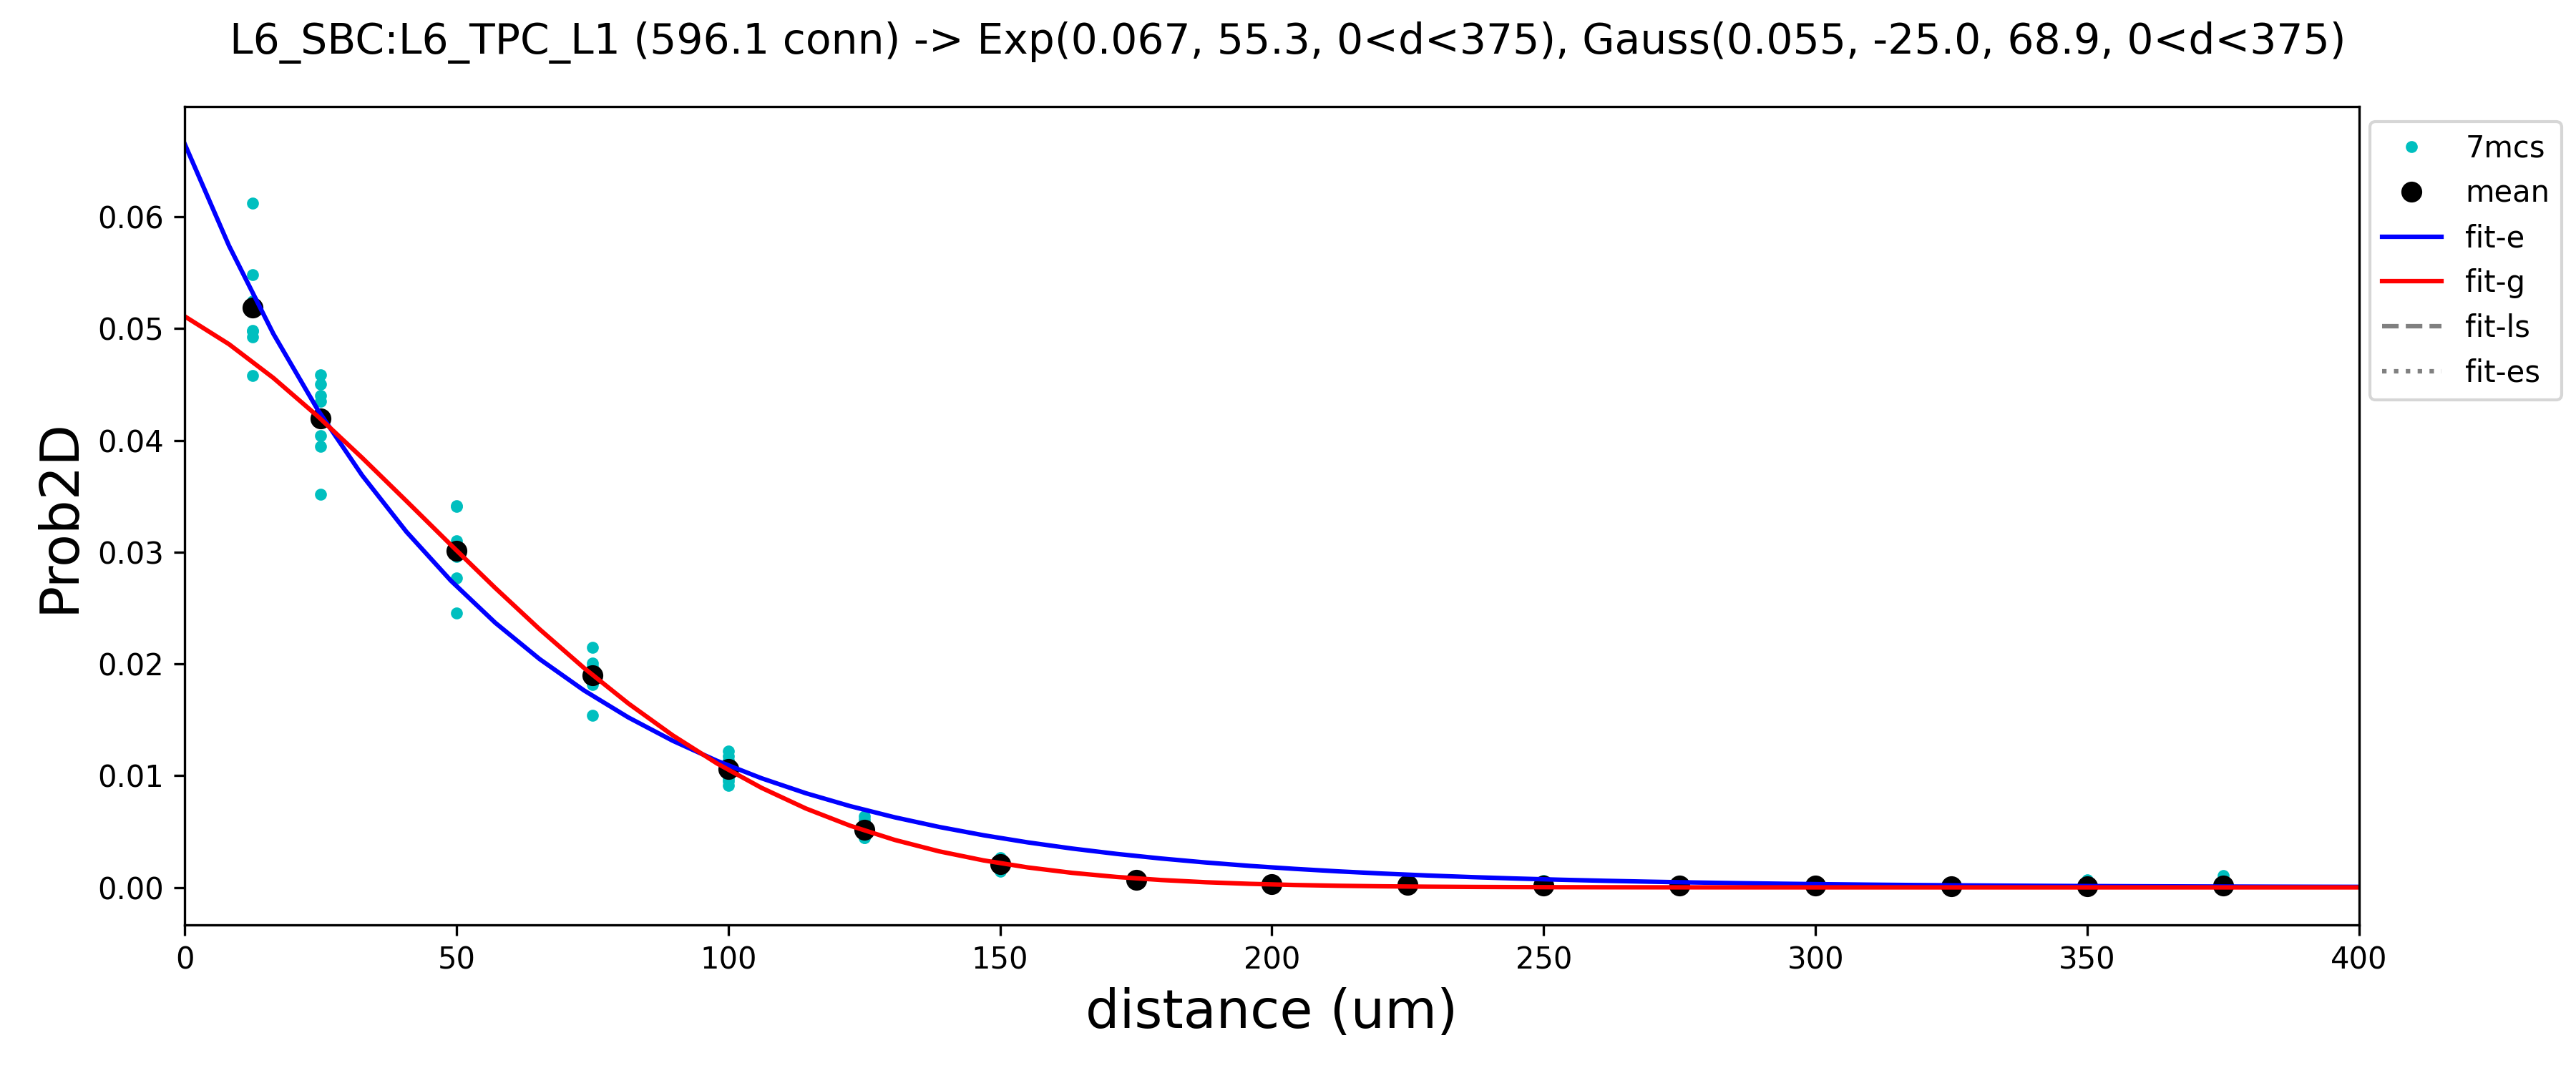 L6_SBC:L6_TPC_L1 (596.1 conn) -> Exp(0.067, 55.3, 0<d<375), Gauss(0.055, -25.0, 68.9, 0<d<375)
7mcs
mean
fit-e
fit-g
fit-ls
fit-es
Prob2D
0.06
0.05
0.04
0.03
0.02
0.01
0.00
0 50 100 150 200 250 300 350 400
distance (um)